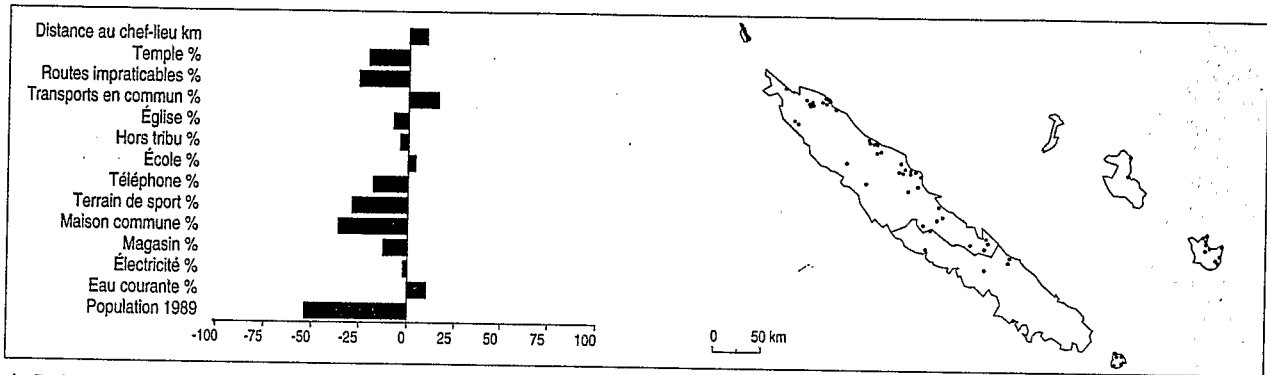 Distance au chef-lieu km
Temple %
Routes impraticables %
Transports en commun %
Église %
Hors tribu %
École %
Téléphone %
Terrain de sport %
Maison commune %
Magasin %
Électricité %
Eau courante %
Population 1989
-100 -75 -50 -25 0 25 50 75 100
0 50 km